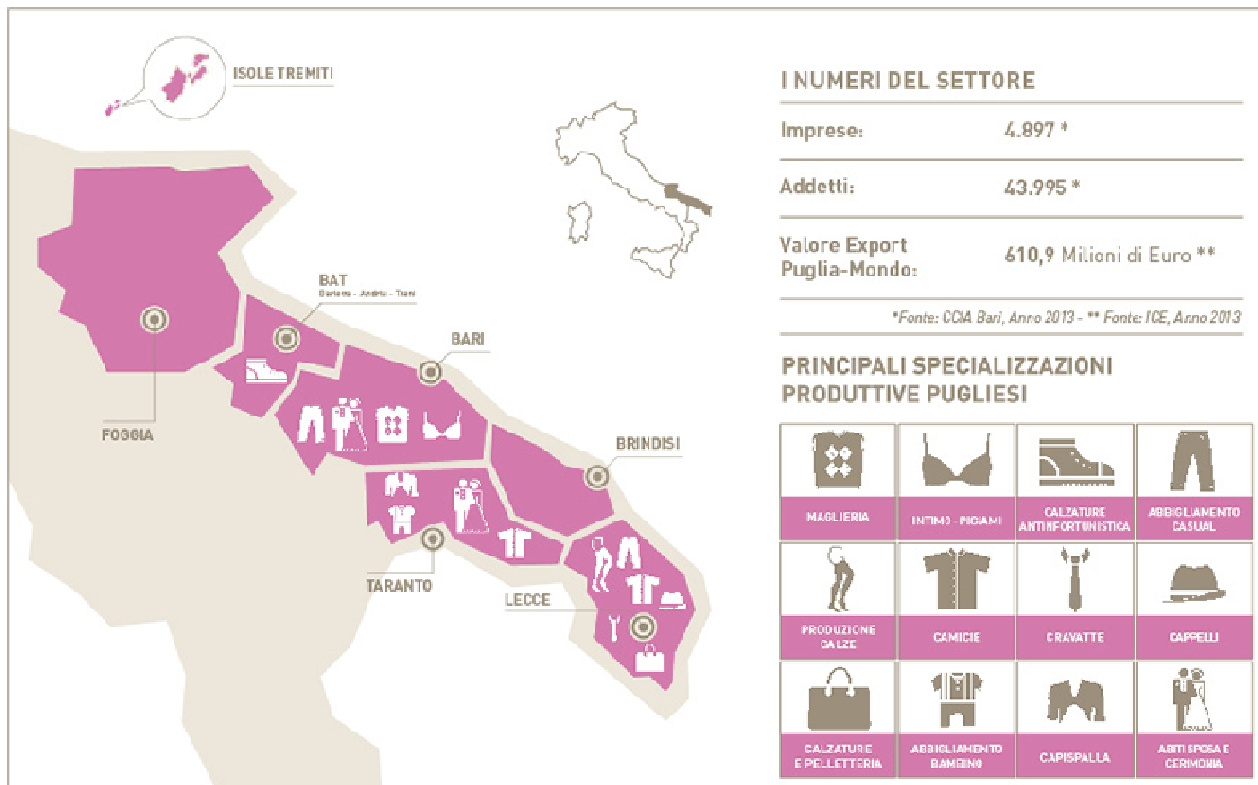 ISOLE TREMITI
BAT
Barletta - Andria - Trani
BARI
FOGGIA
BRINDISI
TARANTO
LECCE
I NUMERI DEL SETTORE
Imprese: 4.897 *
Addetti: 43.995 *
Valore Export
Puglia-Mondo: 610,9 Milioni di Euro **
*Fonte: CCIA Bari, Anno 2013 - ** Fonte: ICE, Anno 2013
PRINCIPALI SPECIALIZZAZIONI
PRODUTTIVE PUGLIESI
MAGLIERIA
INTIMO - PIGIAMI
CALZATURE
ANTINFORTUNISTICA
ABBIGLIAMENTO
CASUAL
PRODUZIONE
CALZE
CAMICIE
CRAVATTE
CAPPELLI
CALZATURE
E PELLETTERIA
ABBIGLIAMENTO
BAMBINO
CAPISPALLA
ABITI SPOSA E
CERIMONIA